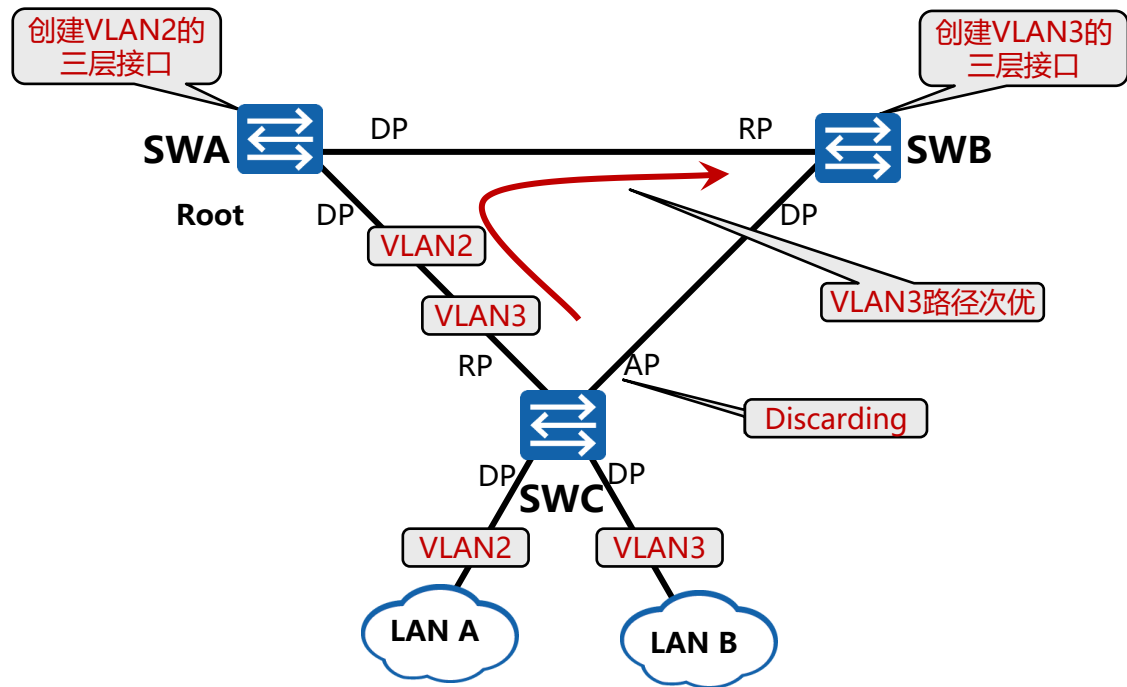 创建VLAN2的
三层接口
创建VLAN3的
三层接口
SWA
DP
RP
SWB
Root
DP
DP
VLAN2
VLAN3
VLAN3路径次优
RP
AP
Discarding
DP
DP
SWC
VLAN2
VLAN3
LAN A
LAN B